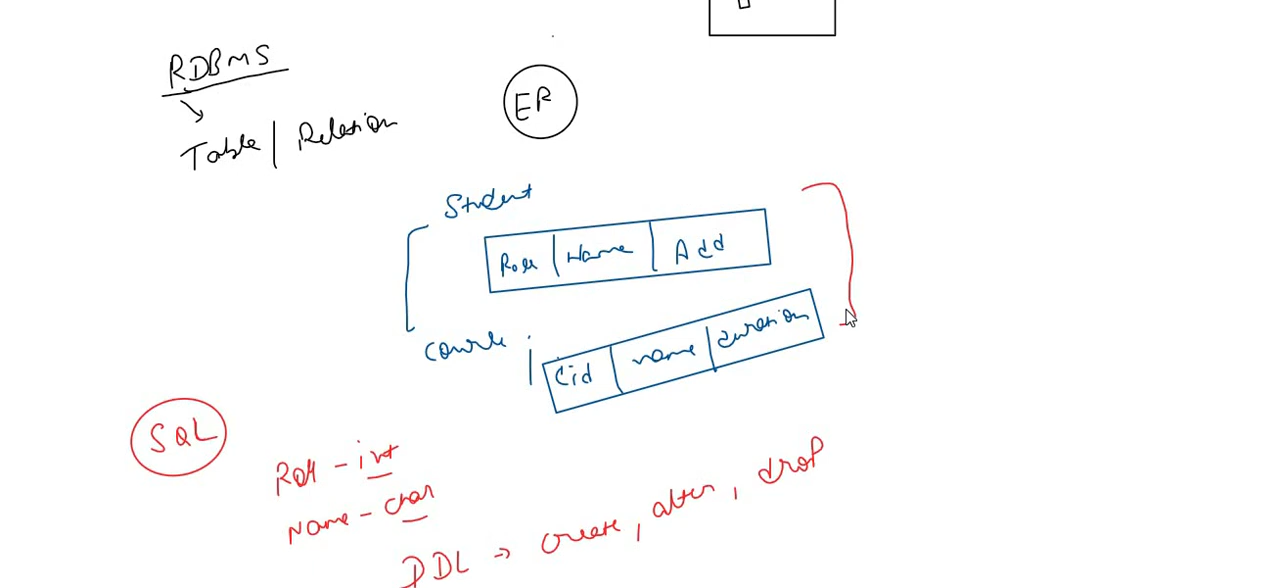 RDBMS
ER
Table | Relation
Student
Roll | Name | Add
Course
Cid | name | duration
SQL
Roll - int
Name - char
DDL → create, alter, drop